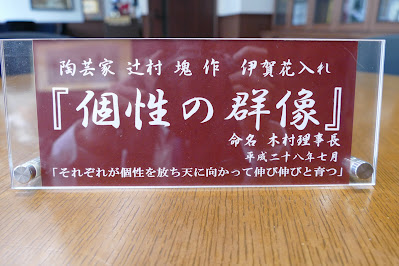 陶芸家 辻村 塊 作 伊賀花入れ
『個性の群像』
命名 木村理事長
平成二十八年七月
「それぞれが個性を放ち天に向かって伸び伸びと育つ」